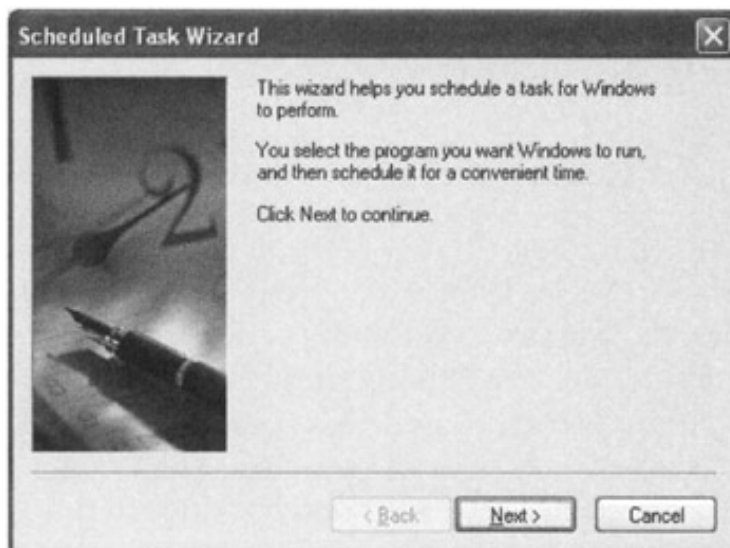 Scheduled Task Wizard
This wizard helps you schedule a task for Windows
to perform.
You select the program you want Windows to run,
and then schedule it for a convenient time.
Click Next to continue.
2
< Back
Next >
Cancel